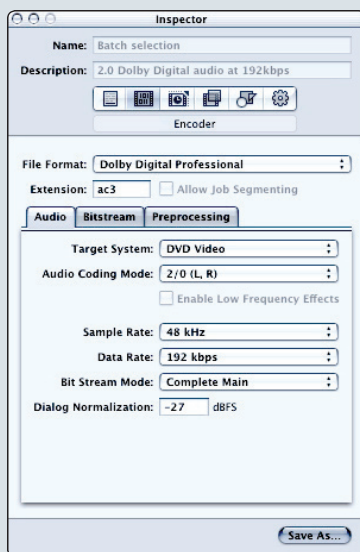 Inspector
Name: Batch selection
Description: 2.0 Dolby Digital audio at 192kbps
Encoder
File Format: Dolby Digital Professional
Extension: ac3 Allow Job Segmenting
Audio Bitstream Preprocessing
Target System: DVD Video
Audio Coding Mode: 2/0 (L, R)
Enable Low Frequency Effects
Sample Rate: 48 kHz
Data Rate: 192 kbps
Bit Stream Mode: Complete Main
Dialog Normalization: -27 dBFS
Save As...